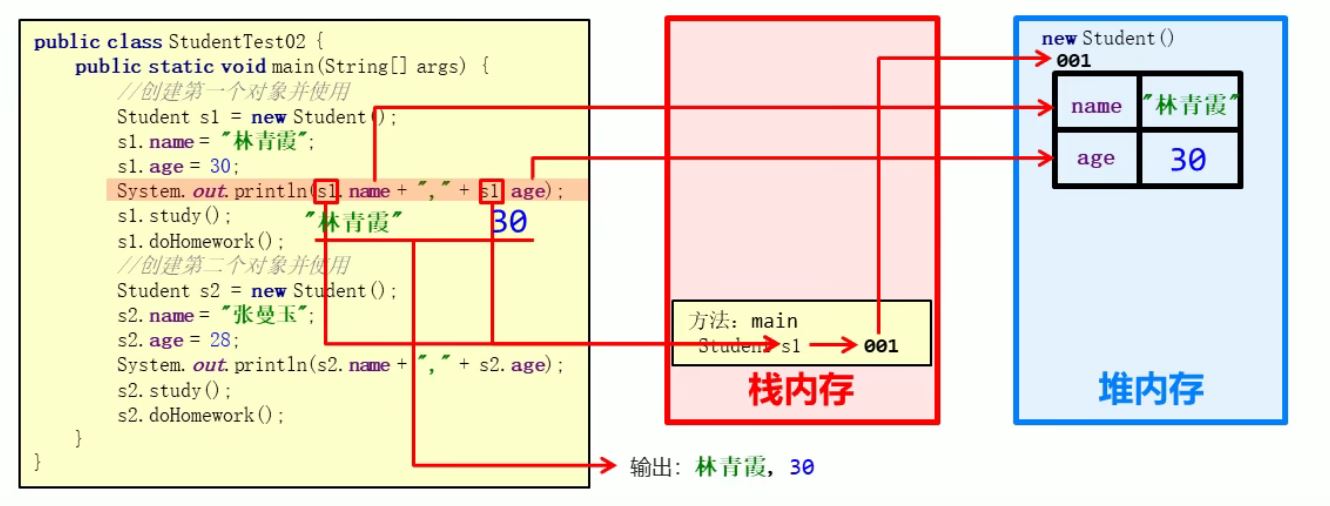 public class StudentTest02 {
public static void main(String[] args) {
//创建第一个对象并使用
Student s1 = new Student();
s1.name = "林青霞";
s1.age = 30;
System.out.println(s1.name + "," + s1.age);
s1.study();
"林青霞" 30
s1.doHomework();
//创建第二个对象并使用
Student s2 = new Student();
s2.name = "张曼玉";
s2.age = 28;
System.out.println(s2.name + "," + s2.age);
s2.study();
s2.doHomework();
}
}
输出：林青霞，30
方法：main
Student s1 001
栈内存
new Student()
001
name "林青霞"
age 30
堆内存